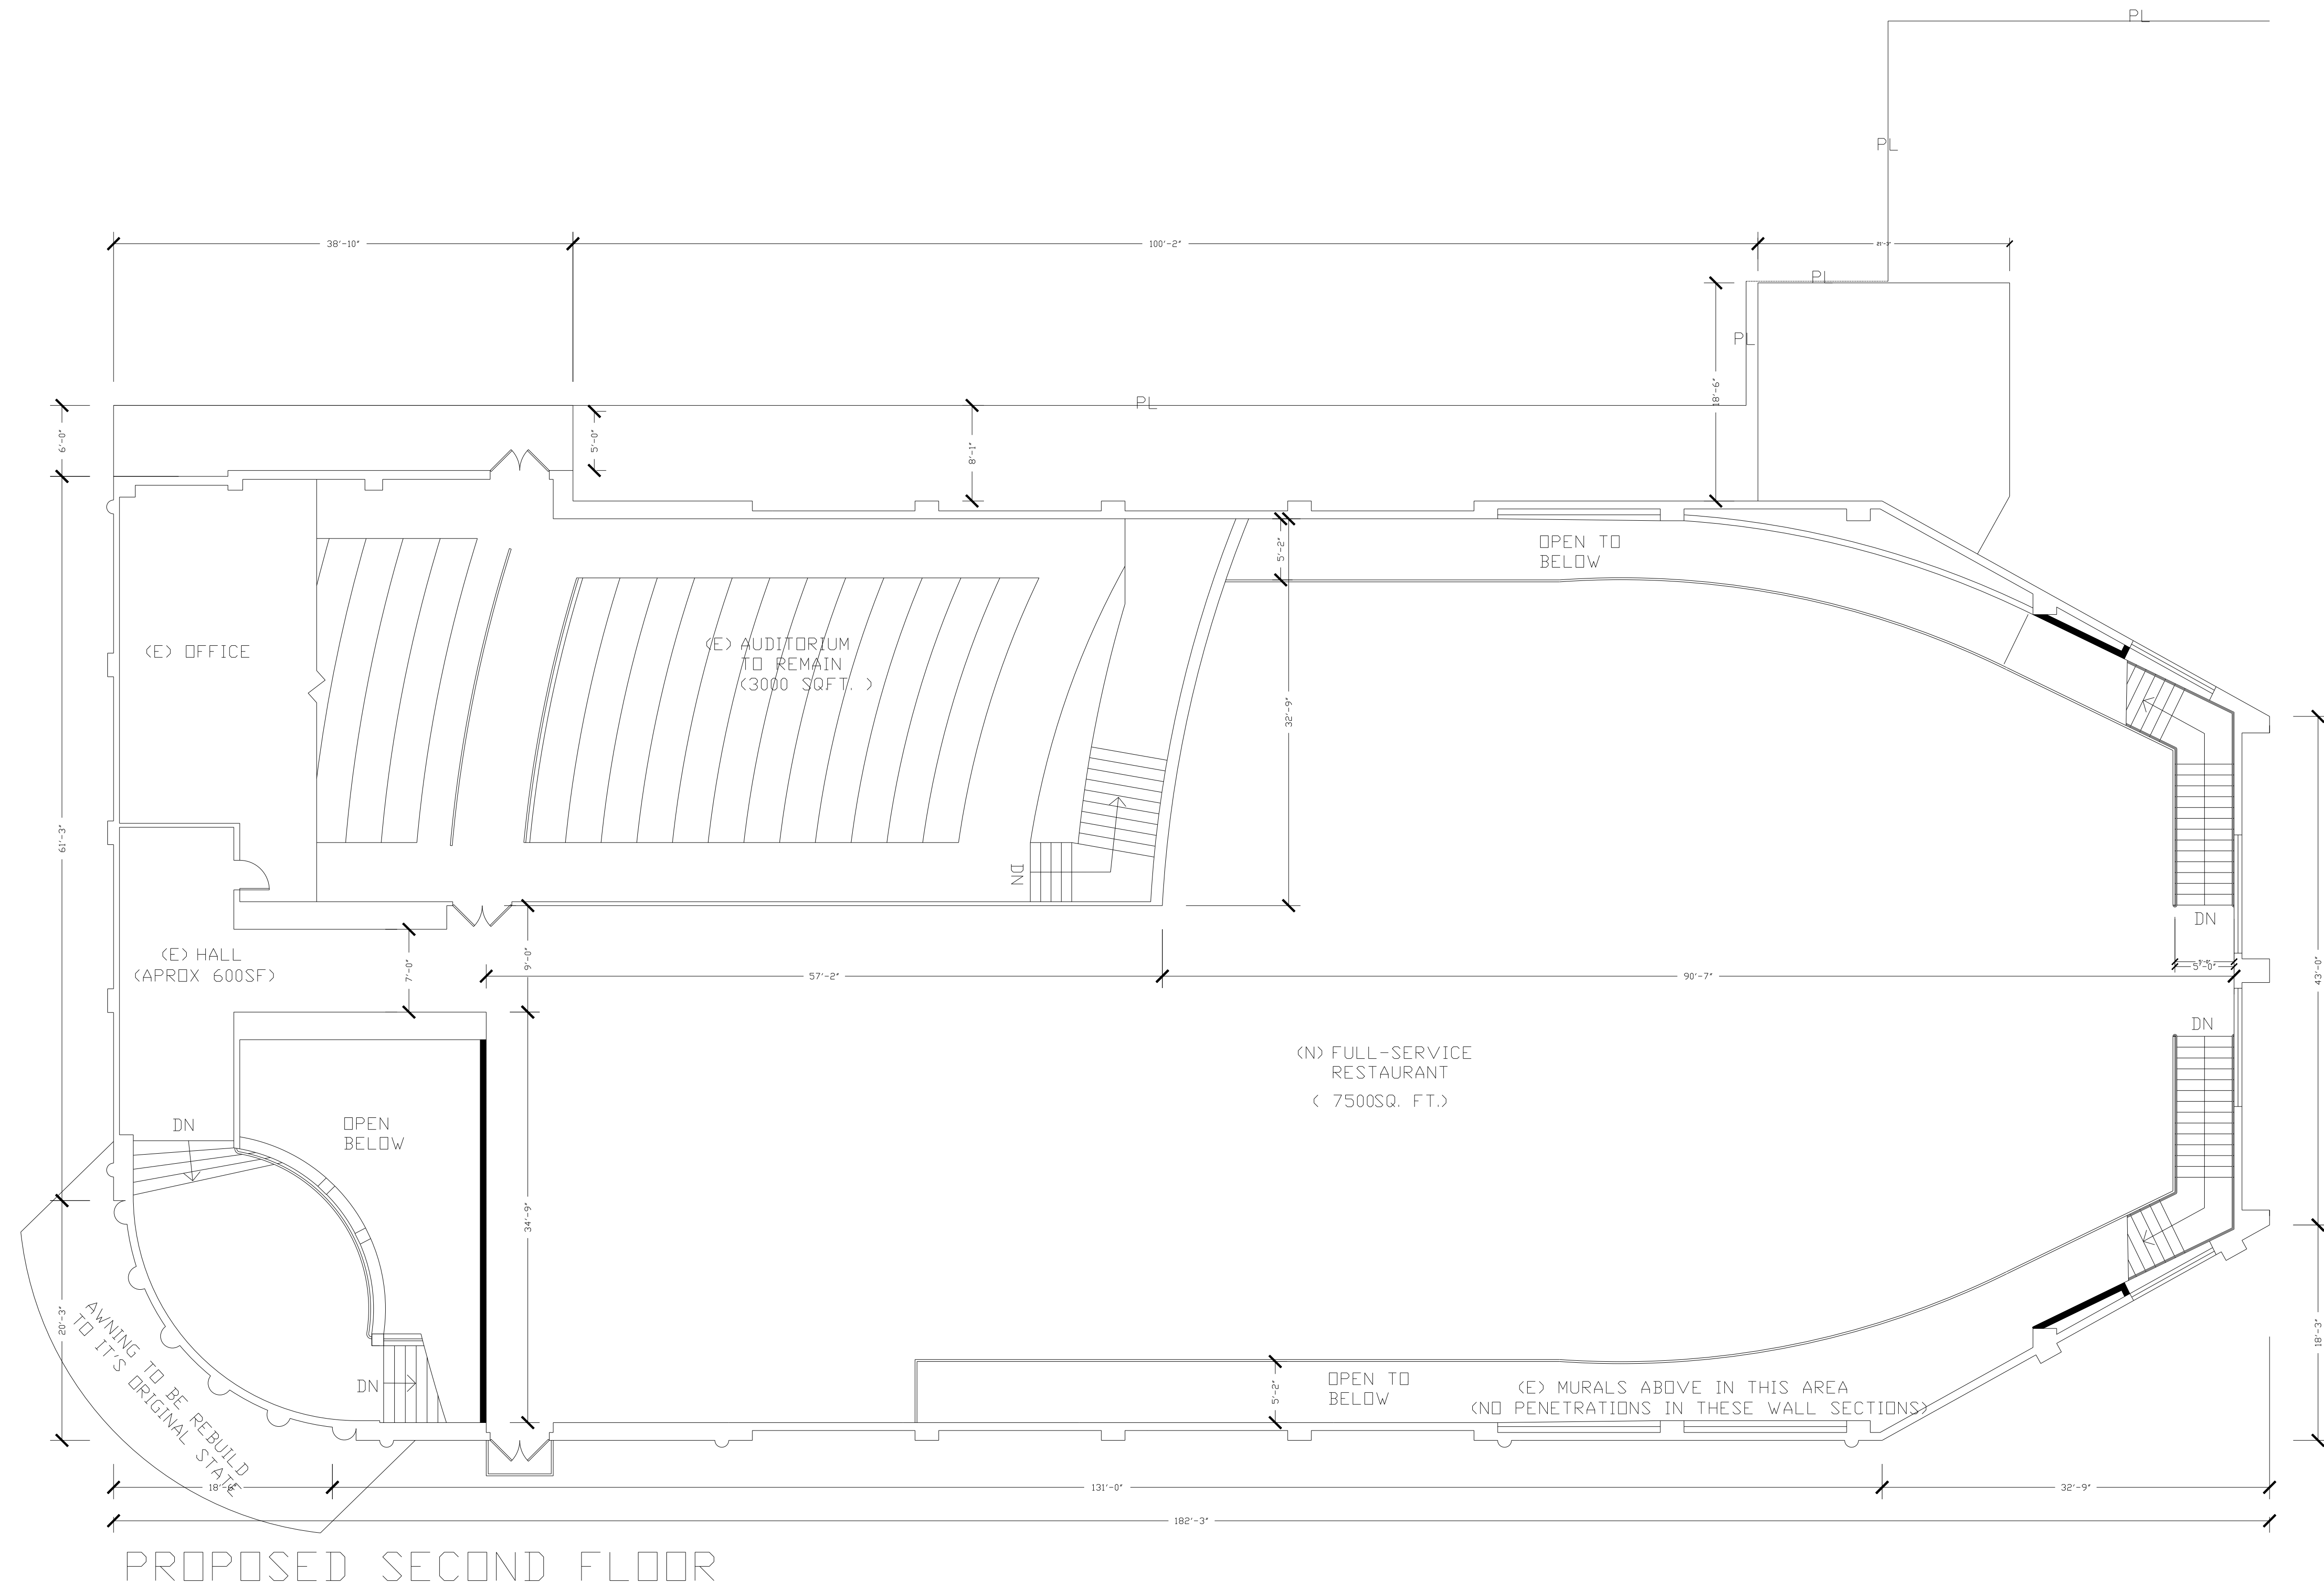 PL
PL
38'-10"
100'-2"
PL
PL
18'-6"
PL
6'-0"
5'-0"
8'-1"
5'-2"
OPEN TO
BELOW
(E) OFFICE
(E) AUDITORIUM
TO REMAIN
(3000 SQ.FT. )
32'-9"
61'-3"
DN
DN
(E) HALL
(APROX 600SF)
7'-0"
9'-0"
57'-2"
90'-7"
5'-0"
43'-0"
DN
(N) FULL-SERVICE
RESTAURANT
( 7500SQ. FT.)
DN
OPEN
BELOW
34'-9"
20'-3"
AWNING TO BE REBUILD
TO IT'S ORIGINAL STATE
DN
5'-2"
OPEN TO
BELOW
(E) MURALS ABOVE IN THIS AREA
(NO PENETRATIONS IN THESE WALL SECTIONS)
18'-3"
18'-6"
131'-0"
32'-9"
182'-3"
PROPOSED SECOND FLOOR